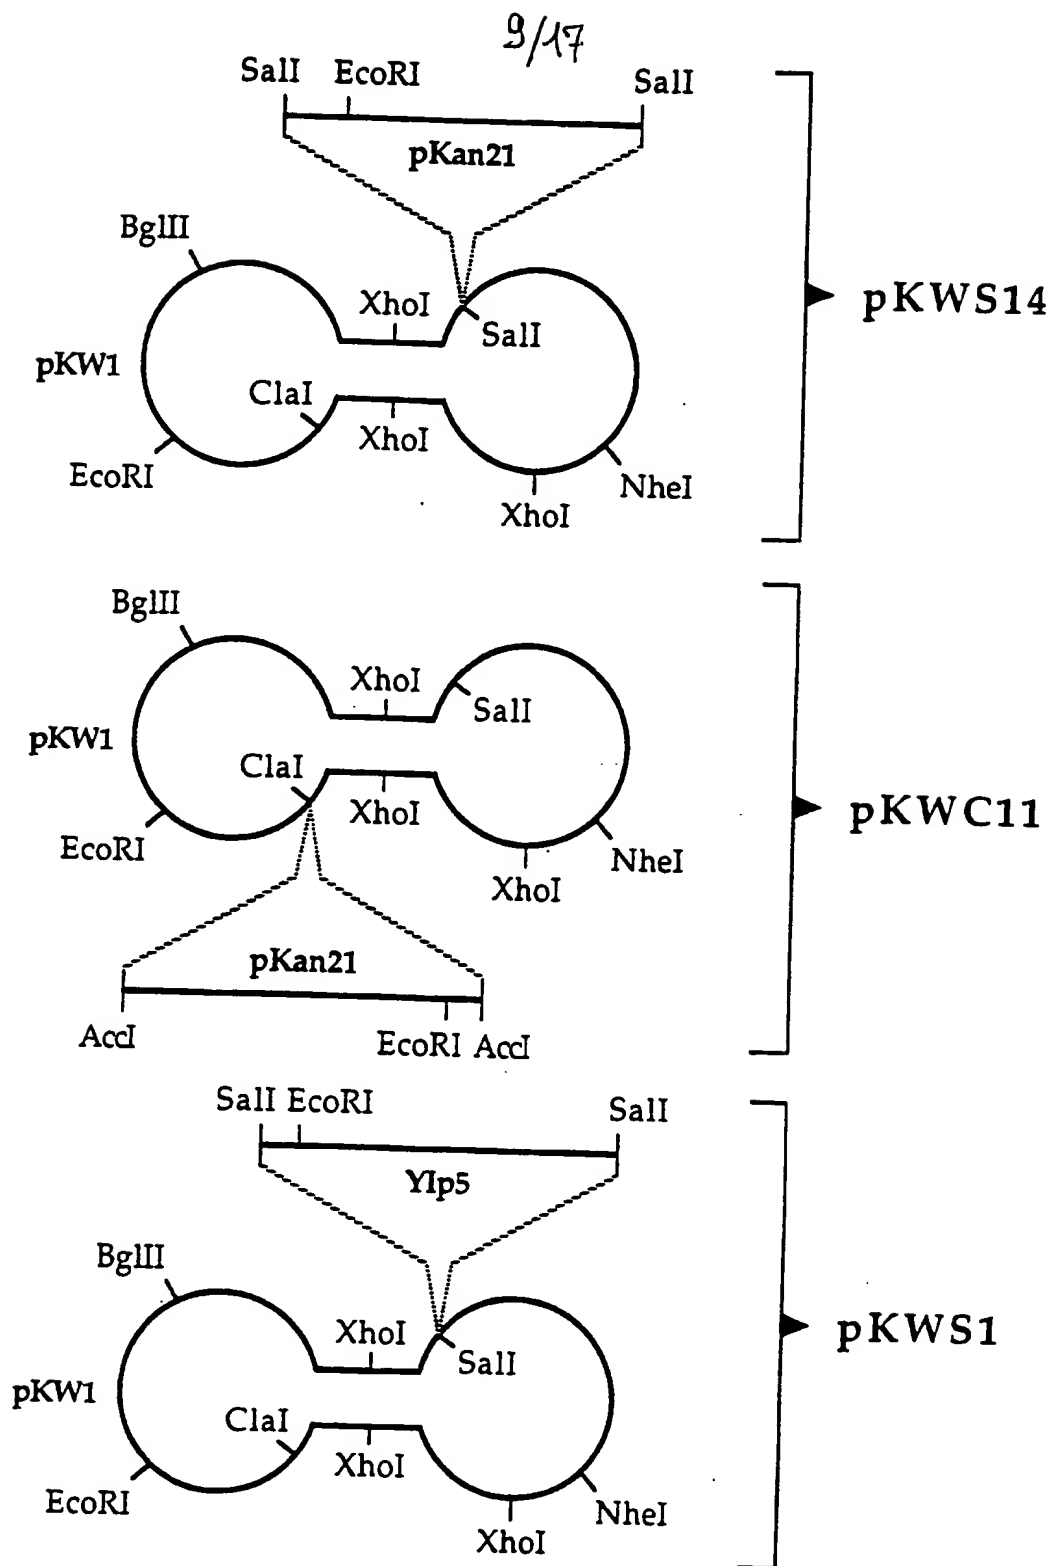 9/17
SalI EcoRI SalI
pKan21
BglII
XhoI
SalI
pKW1
ClaI
XhoI
EcoRI
NheI
XhoI
pKWS14
BglII
XhoI
SalI
pKW1
ClaI
XhoI
EcoRI
NheI
XhoI
pKan21
AccI EcoRI AccI
pKWC11
SalI EcoRI SalI
YIp5
BglII
XhoI
SalI
pKW1
ClaI
XhoI
EcoRI
NheI
XhoI
pKWS1